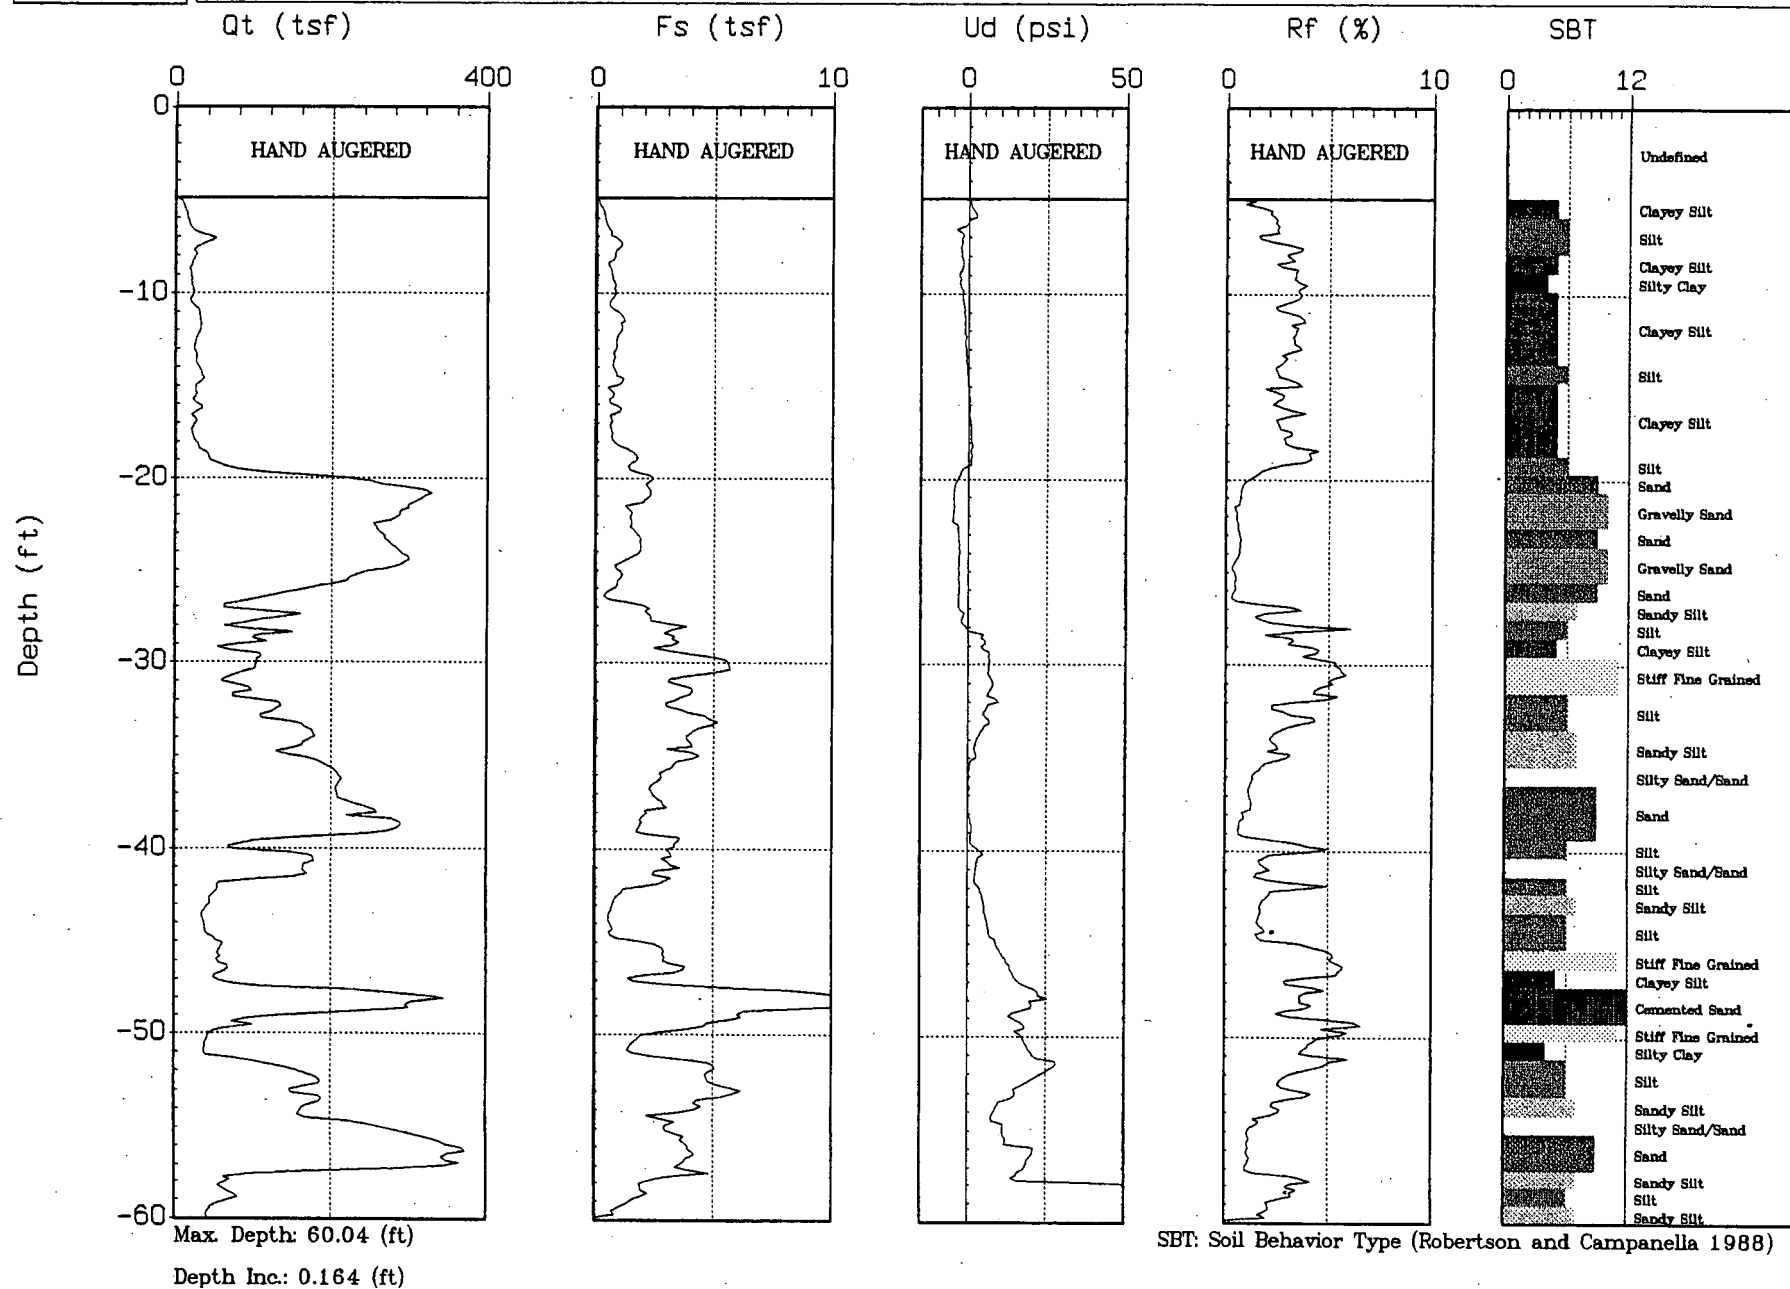 Qt (tsf) Fs (tsf) Ud (psi) Rf (%) SBT
0 400 0 10 0 50 0 10 0 12
0
HAND AUGERED HAND AUGERED HAND AUGERED HAND AUGERED
Undefined
Clayey Silt
Silt
Clayey Silt
Silty Clay
-10
Clayey Silt
Silt
Clayey Silt
Silt
-20
Sand
Gravelly Sand
Sand
Gravelly Sand
Sand
Sandy Silt
Silt
Clayey Silt
-30
Stiff Fine Grained
Silt
Sandy Silt
Silty Sand/Sand
Sand
-40
Silt
Silty Sand/Sand
Silt
Sandy Silt
Silt
Stiff Fine Grained
Clayey Silt
Cemented Sand
-50
Stiff Fine Grained
Silty Clay
Silt
Sandy Silt
Silty Sand/Sand
Sand
Sandy Silt
Silt
Sandy Silt
-60
Depth (ft)
Max. Depth: 60.04 (ft)
SBT: Soil Behavior Type (Robertson and Campanella 1988)
Depth Inc.: 0.164 (ft)